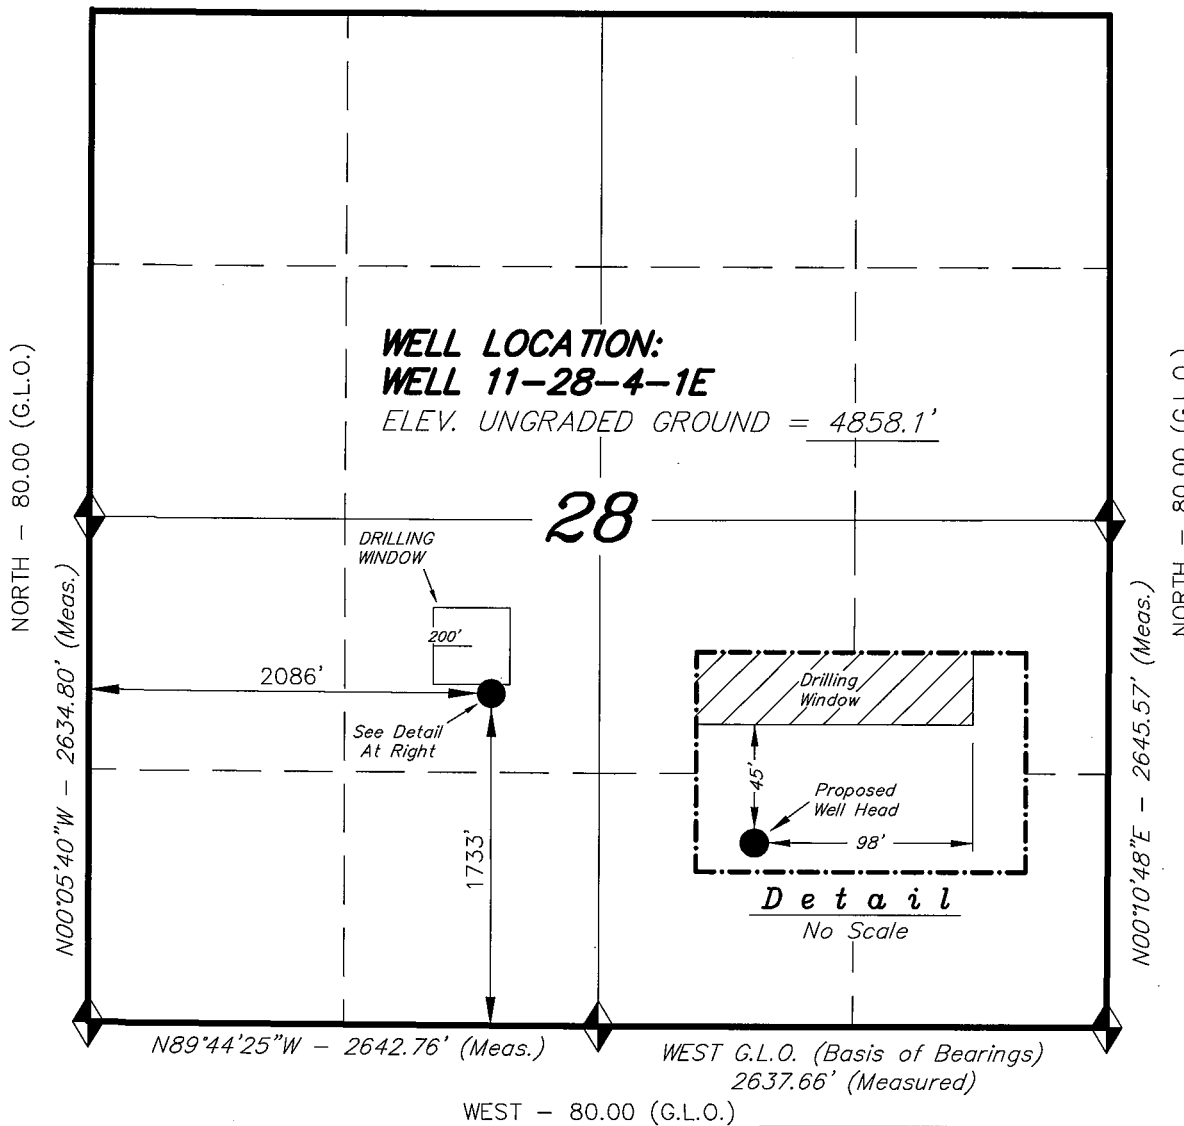 WELL LOCATION:
WELL 11-28-4-1E
ELEV. UNGRADED GROUND = 4858.1'
NORTH - 80.00 (G.L.O.)
NORTH - 80.00 (G.L.O.)
28
DRILLING
WINDOW
200'
2086'
See Detail
At Right
1733'
N00°05'40"W - 2634.80' (Meas.)
Drilling
Window
45'
Proposed
Well Head
98'
Detail
No Scale
N00°10'48"E - 2645.57' (Meas.)
N89°44'25"W - 2642.76' (Meas.)
WEST G.L.O. (Basis of Bearings)
2637.66' (Measured)
WEST - 80.00 (G.L.O.)